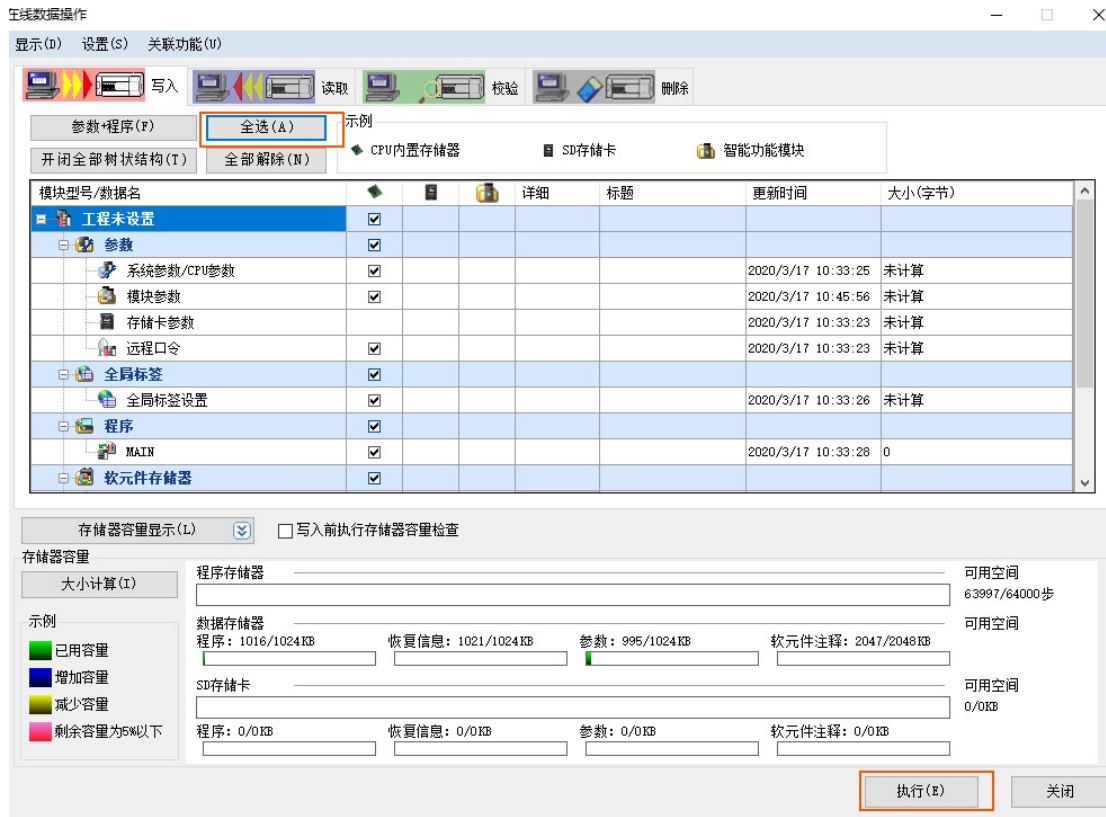 在线数据操作
显示(D) 设置(S) 关联功能(U)
写入 读取 校验 删除
参数+程序(F) 全选(A) 示例
开闭全部树状结构(T) 全部解除(N) CPU内置存储器 SD存储卡 智能功能模块
模块型号/数据名 详细 标题 更新时间 大小(字节)
工程未设置
参数
系统参数/CPU参数 2020/3/17 10:33:25 未计算
模块参数 2020/3/17 10:45:56 未计算
存储卡参数 2020/3/17 10:33:23 未计算
远程口令 2020/3/17 10:33:23 未计算
全局标签
全局标签设置 2020/3/17 10:33:26 未计算
程序
MAIN 2020/3/17 10:33:28 0
软元件存储器
存储器容量显示(L) 写入前执行存储器容量检查
存储器容量
大小计算(I) 程序存储器 可用空间
63997/64000步
示例 数据存储器 可用空间
程序: 1016/1024KB 恢复信息: 1021/1024KB 参数: 995/1024KB 软元件注释: 2047/2048KB
已用容量
增加容量 SD存储卡 可用空间
减少容量 0/0KB
剩余容量为5%以下 程序: 0/0KB 恢复信息: 0/0KB 参数: 0/0KB 软元件注释: 0/0KB
执行(E) 关闭